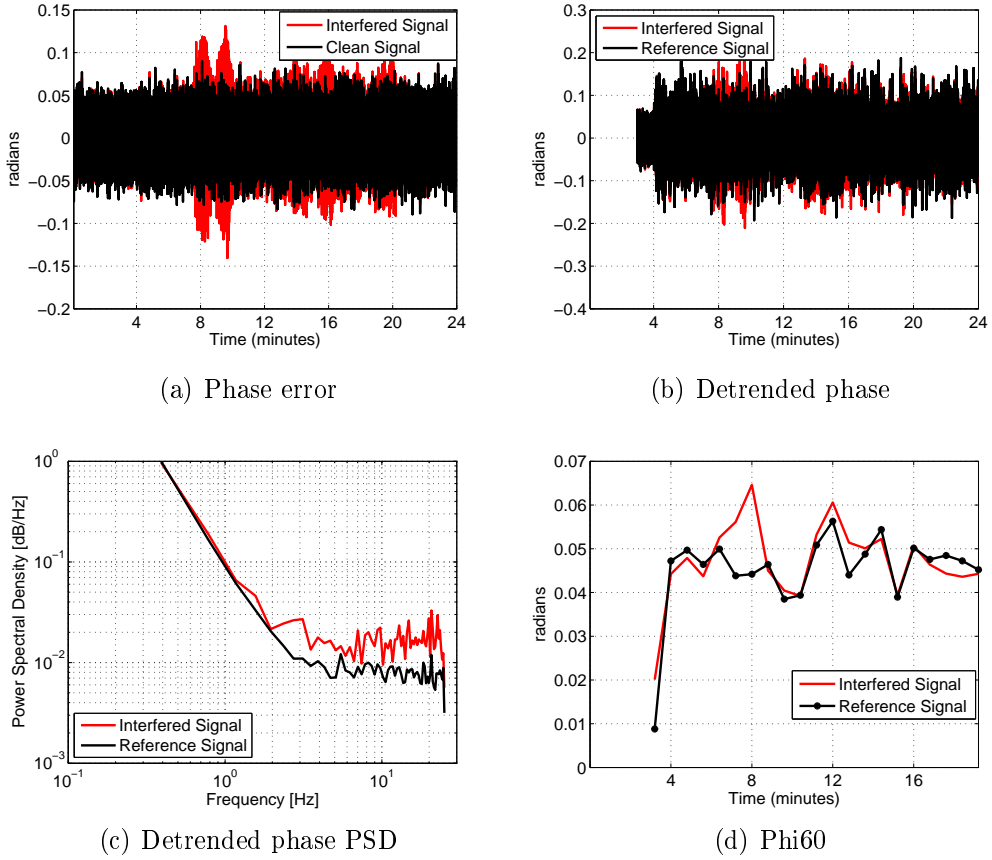 0.15
0.1
0.05
0
−0.05
−0.1
−0.15
−0.2
radians
4 8 12 16 20 24
Time (minutes)
Interfered Signal
Clean Signal
(a) Phase error
0.3
0.2
0.1
0
−0.1
−0.2
−0.3
−0.4
radians
4 8 12 16 20 24
Time (minutes)
Interfered Signal
Reference Signal
(b) Detrended phase
10^0
10^−1
10^−2
10^−3
Power Spectral Density [dB/Hz]
10^−1 10^0 10^1
Frequency [Hz]
Interfered Signal
Reference Signal
(c) Detrended phase PSD
0.07
0.06
0.05
0.04
0.03
0.02
0.01
0
radians
4 8 12 16
Time (minutes)
Interfered Signal
Reference Signal
(d) Phi60